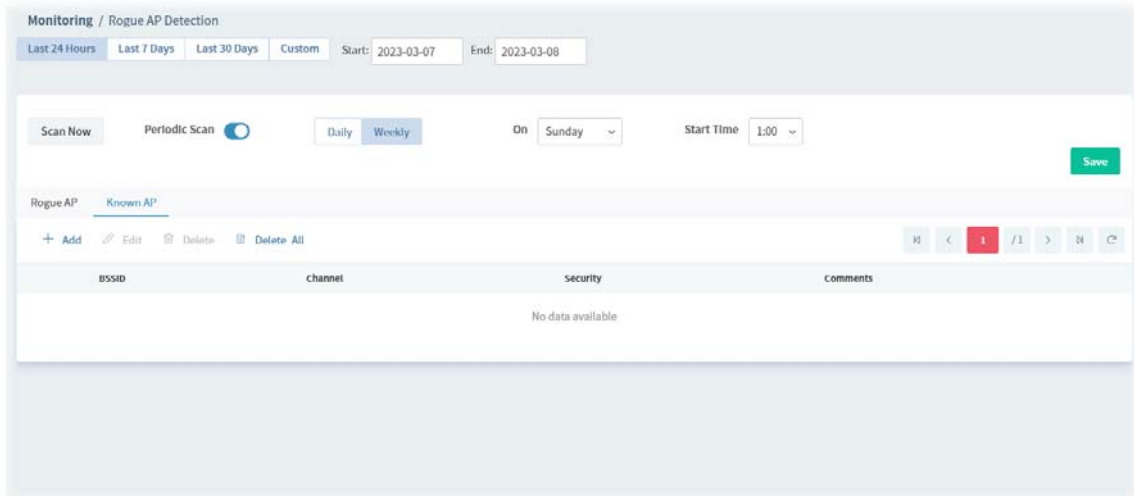 Monitoring / Rogue AP Detection
Last 24 Hours Last 7 Days Last 30 Days Custom Start: 2023-03-07 End: 2023-03-08
Scan Now Periodic Scan Daily Weekly On Sunday Start Time 1:00
Save
Rogue AP Known AP
+ Add Edit Delete Delete All 1 /1
BSSID Channel Security Comments
No data available